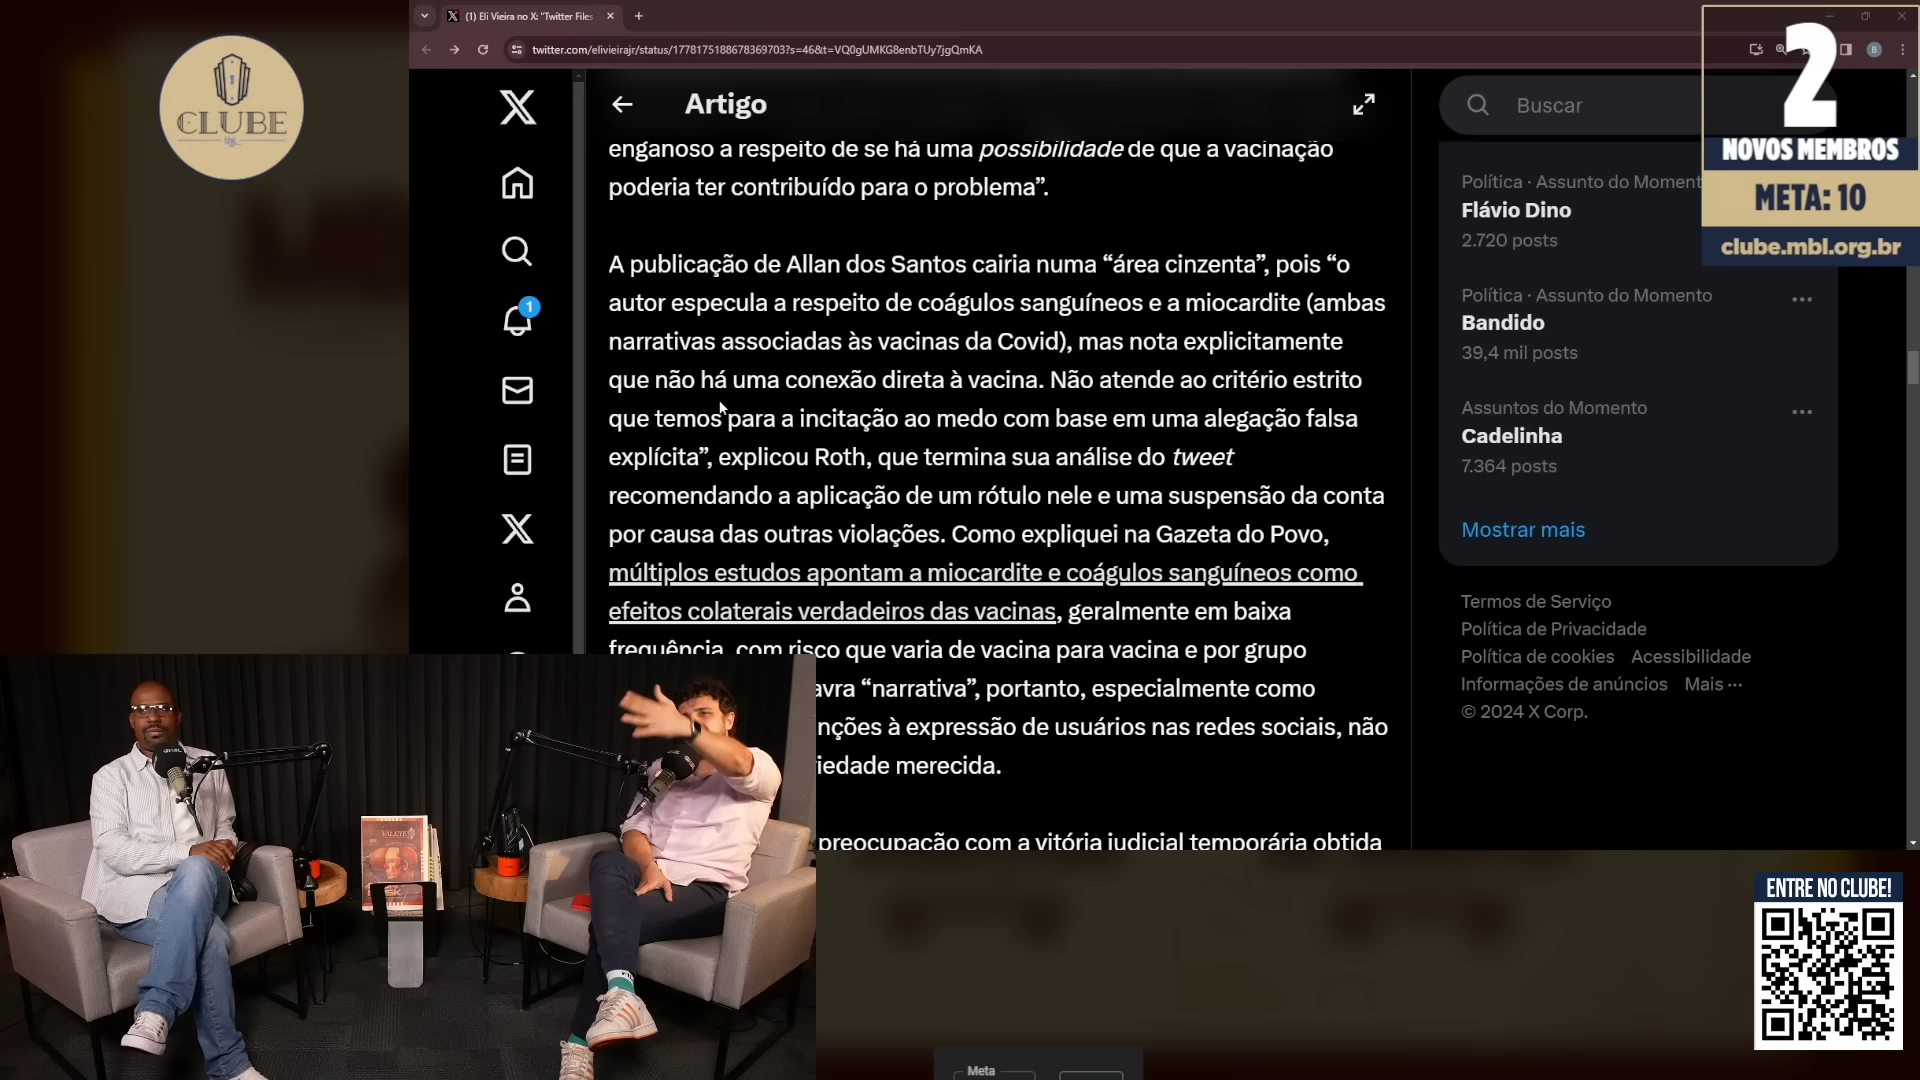 (1) Eli Vieira no X: "Twitter Files
twitter.com/elivieirajr/status/1778175188678369703?s=46&t=VQ0gUMKG8enbTUy7jgQmKA
CLUBE
1
Artigo
enganoso a respeito de se há uma possibilidade de que a vacinação
poderia ter contribuído para o problema”.
A publicação de Allan dos Santos cairia numa “área cinzenta”, pois “o
autor especula a respeito de coágulos sanguíneos e a miocardite (ambas
narrativas associadas às vacinas da Covid), mas nota explicitamente
que não há uma conexão direta à vacina. Não atende ao critério estrito
que temos para a incitação ao medo com base em uma alegação falsa
explícita”, explicou Roth, que termina sua análise do tweet
recomendando a aplicação de um rótulo nele e uma suspensão da conta
por causa das outras violações. Como expliquei na Gazeta do Povo,
múltiplos estudos apontam a miocardite e coágulos sanguíneos como
efeitos colaterais verdadeiros das vacinas, geralmente em baixa
frequência, com risco que varia de vacina para vacina e por grupo
avra “narrativa”, portanto, especialmente como
nções à expressão de usuários nas redes sociais, não
iedade merecida.
preocupação com a vitória judicial temporária obtida
Buscar
Política · Assunto do Moment
Flávio Dino
2.720 posts
Política · Assunto do Momento
Bandido
39,4 mil posts
Assuntos do Momento
Cadelinha
7.364 posts
Mostrar mais
Termos de Serviço
Política de Privacidade
Política de cookies Acessibilidade
Informações de anúncios Mais ···
© 2024 X Corp.
2
NOVOS MEMBROS
META: 10
clube.mbl.org.br
B
VALETE
ENTRE NO CLUBE!
Meta